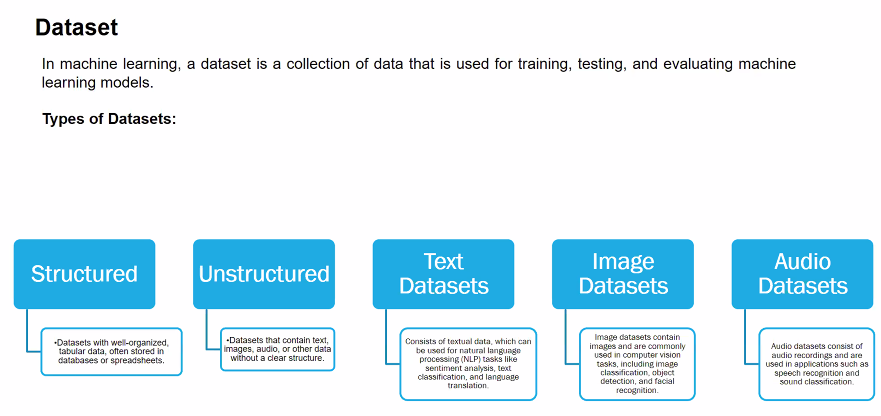 Dataset
In machine learning, a dataset is a collection of data that is used for training, testing, and evaluating machine
learning models.
Types of Datasets:
Structured
•Datasets with well-organized,
tabular data, often stored in
databases or spreadsheets.
Unstructured
•Datasets that contain text,
images, audio, or other data
without a clear structure.
Text
Datasets
Consists of textual data, which can
be used for natural language
processing (NLP) tasks like
sentiment analysis, text
classification, and language
translation.
Image
Datasets
Image datasets contain
images and are commonly
used in computer vision
tasks, including image
classification, object
detection, and facial
recognition.
Audio
Datasets
Audio datasets consist of
audio recordings and are
used in applications such as
speech recognition and
sound classification.